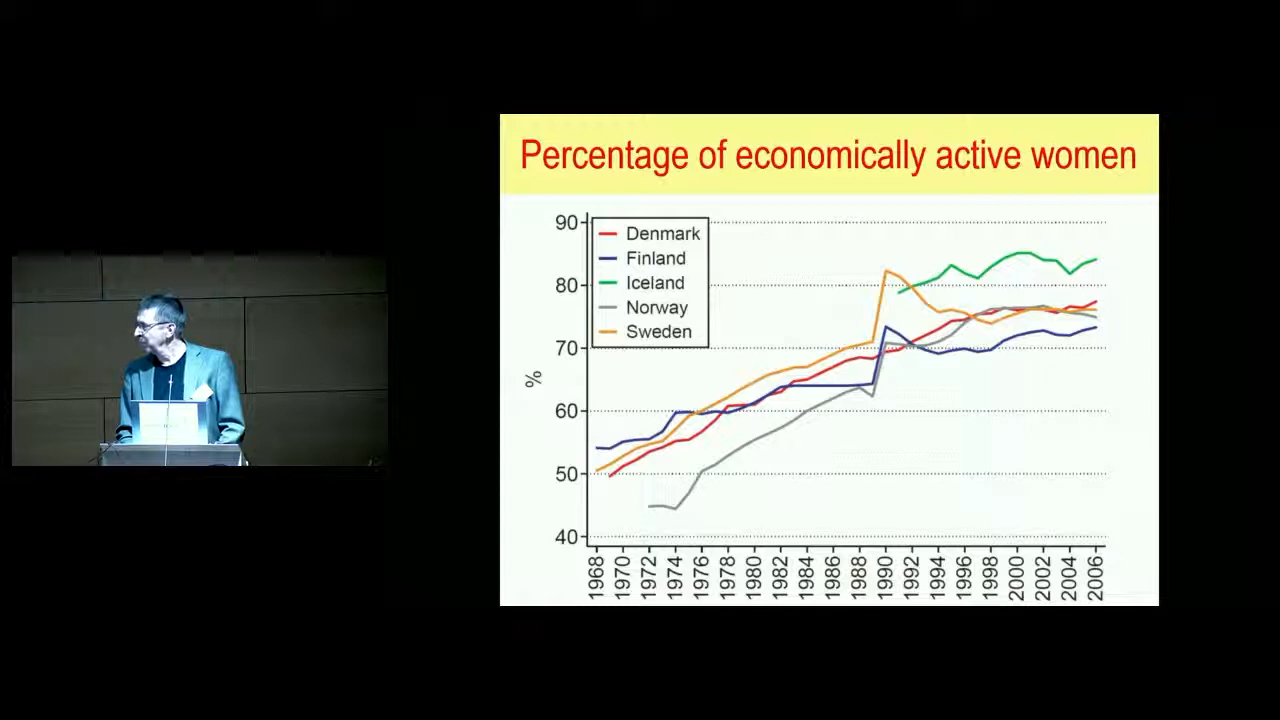 Percentage of economically active women
90
80
70
60
50
40
%
Denmark
Finland
Iceland
Norway
Sweden
1968 1970 1972 1974 1976 1978 1980 1982 1984 1986 1988 1990 1992 1994 1996 1998 2000 2002 2004 2006